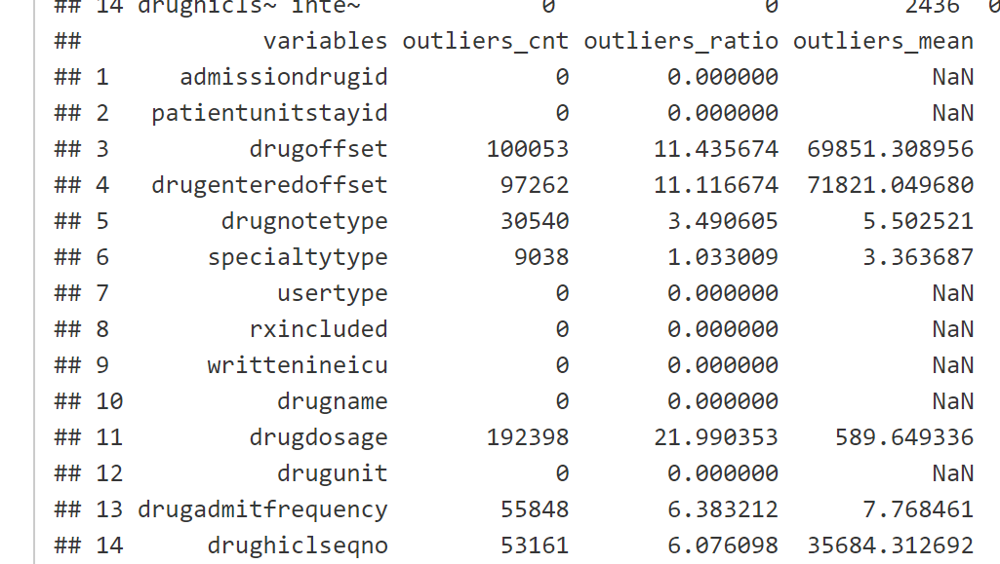 ## 14 drughicls~ inte~ 0 0 2436 0
## variables outliers_cnt outliers_ratio outliers_mean
## 1 admissiondrugid 0 0.000000 NaN
## 2 patientunitstayid 0 0.000000 NaN
## 3 drugoffset 100053 11.435674 69851.308956
## 4 drugenteredoffset 97262 11.116674 71821.049680
## 5 drugnotetype 30540 3.490605 5.502521
## 6 specialtytype 9038 1.033009 3.363687
## 7 usertype 0 0.000000 NaN
## 8 rxincluded 0 0.000000 NaN
## 9 writtenineicu 0 0.000000 NaN
## 10 drugname 0 0.000000 NaN
## 11 drugdosage 192398 21.990353 589.649336
## 12 drugunit 0 0.000000 NaN
## 13 drugadmitfrequency 55848 6.383212 7.768461
## 14 drughiclseqno 53161 6.076098 35684.312692